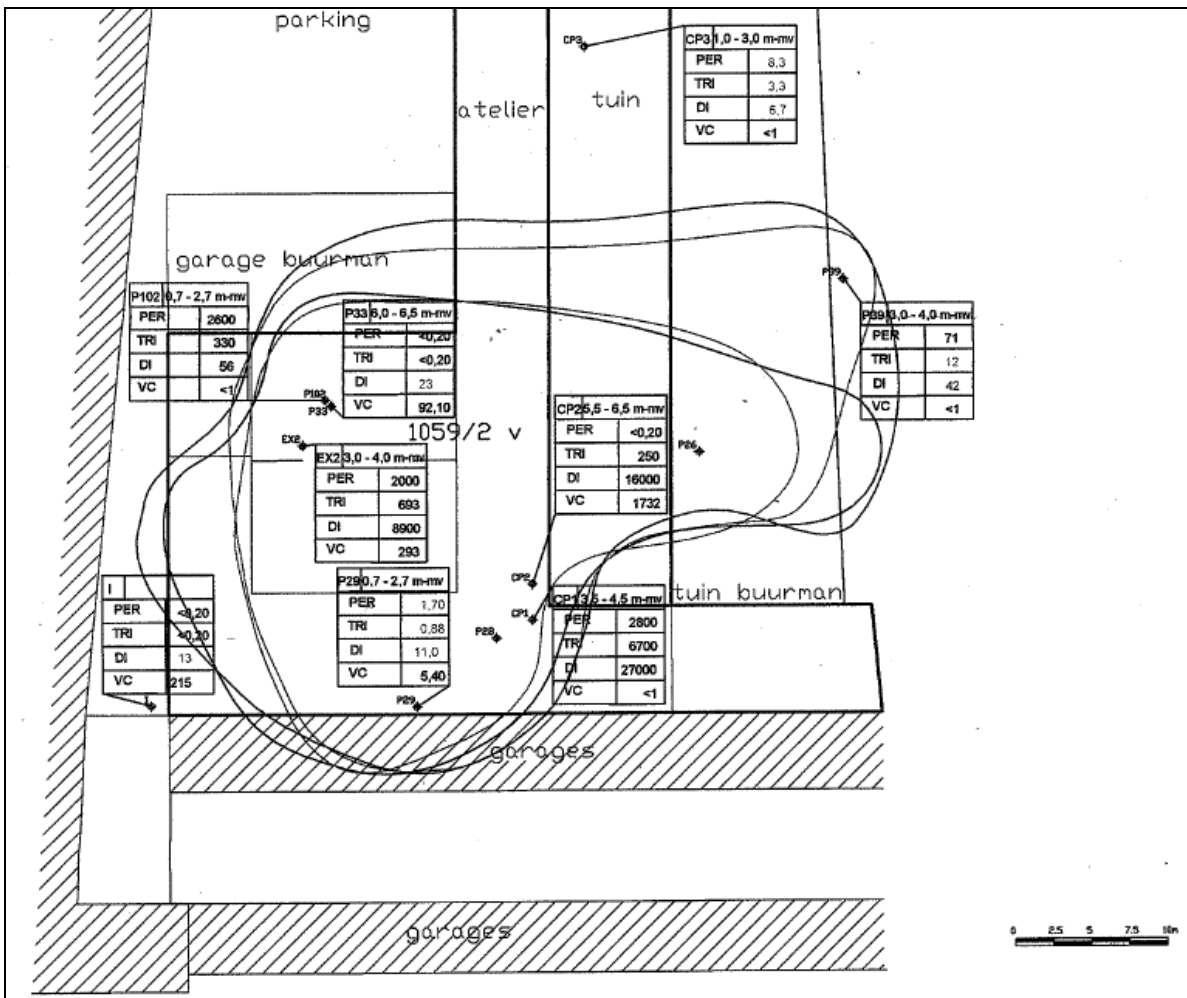 parking
CP3
CP3 1,0 - 3,0 m-mv
PER 8,3
TRI 3,3
DI 6,7
VC <1
atelier
tuin
garage buurman
P39
P102 0,7 - 2,7 m-mv
PER 2600
TRI 330
DI 56
VC <1
P33 6,0 - 6,5 m-mv
PER <0,20
TRI <0,20
DI 23
VC 92,10
P39 3,0 - 4,0 m-mv
PER 71
TRI 12
DI 42
VC <1
P102
P33
1059/2 v
EX2
P26
CP2 5,5 - 6,5 m-mv
PER <0,20
TRI 250
DI 16000
VC 1732
EX2 3,0 - 4,0 m-mv
PER 2000
TRI 693
DI 8900
VC 293
CP2
I
PER <0,20
TRI <0,20
DI 13
VC 215
P29 0,7 - 2,7 m-mv
PER 1,70
TRI 0,88
DI 11,0
VC 5,40
CP1
P28
CP1 3,5 - 4,5 m-mv
PER 2800
TRI 6700
DI 27000
VC <1
tuin buurman
I
P29
garages
garages
0 2.5 5 7.5 10m